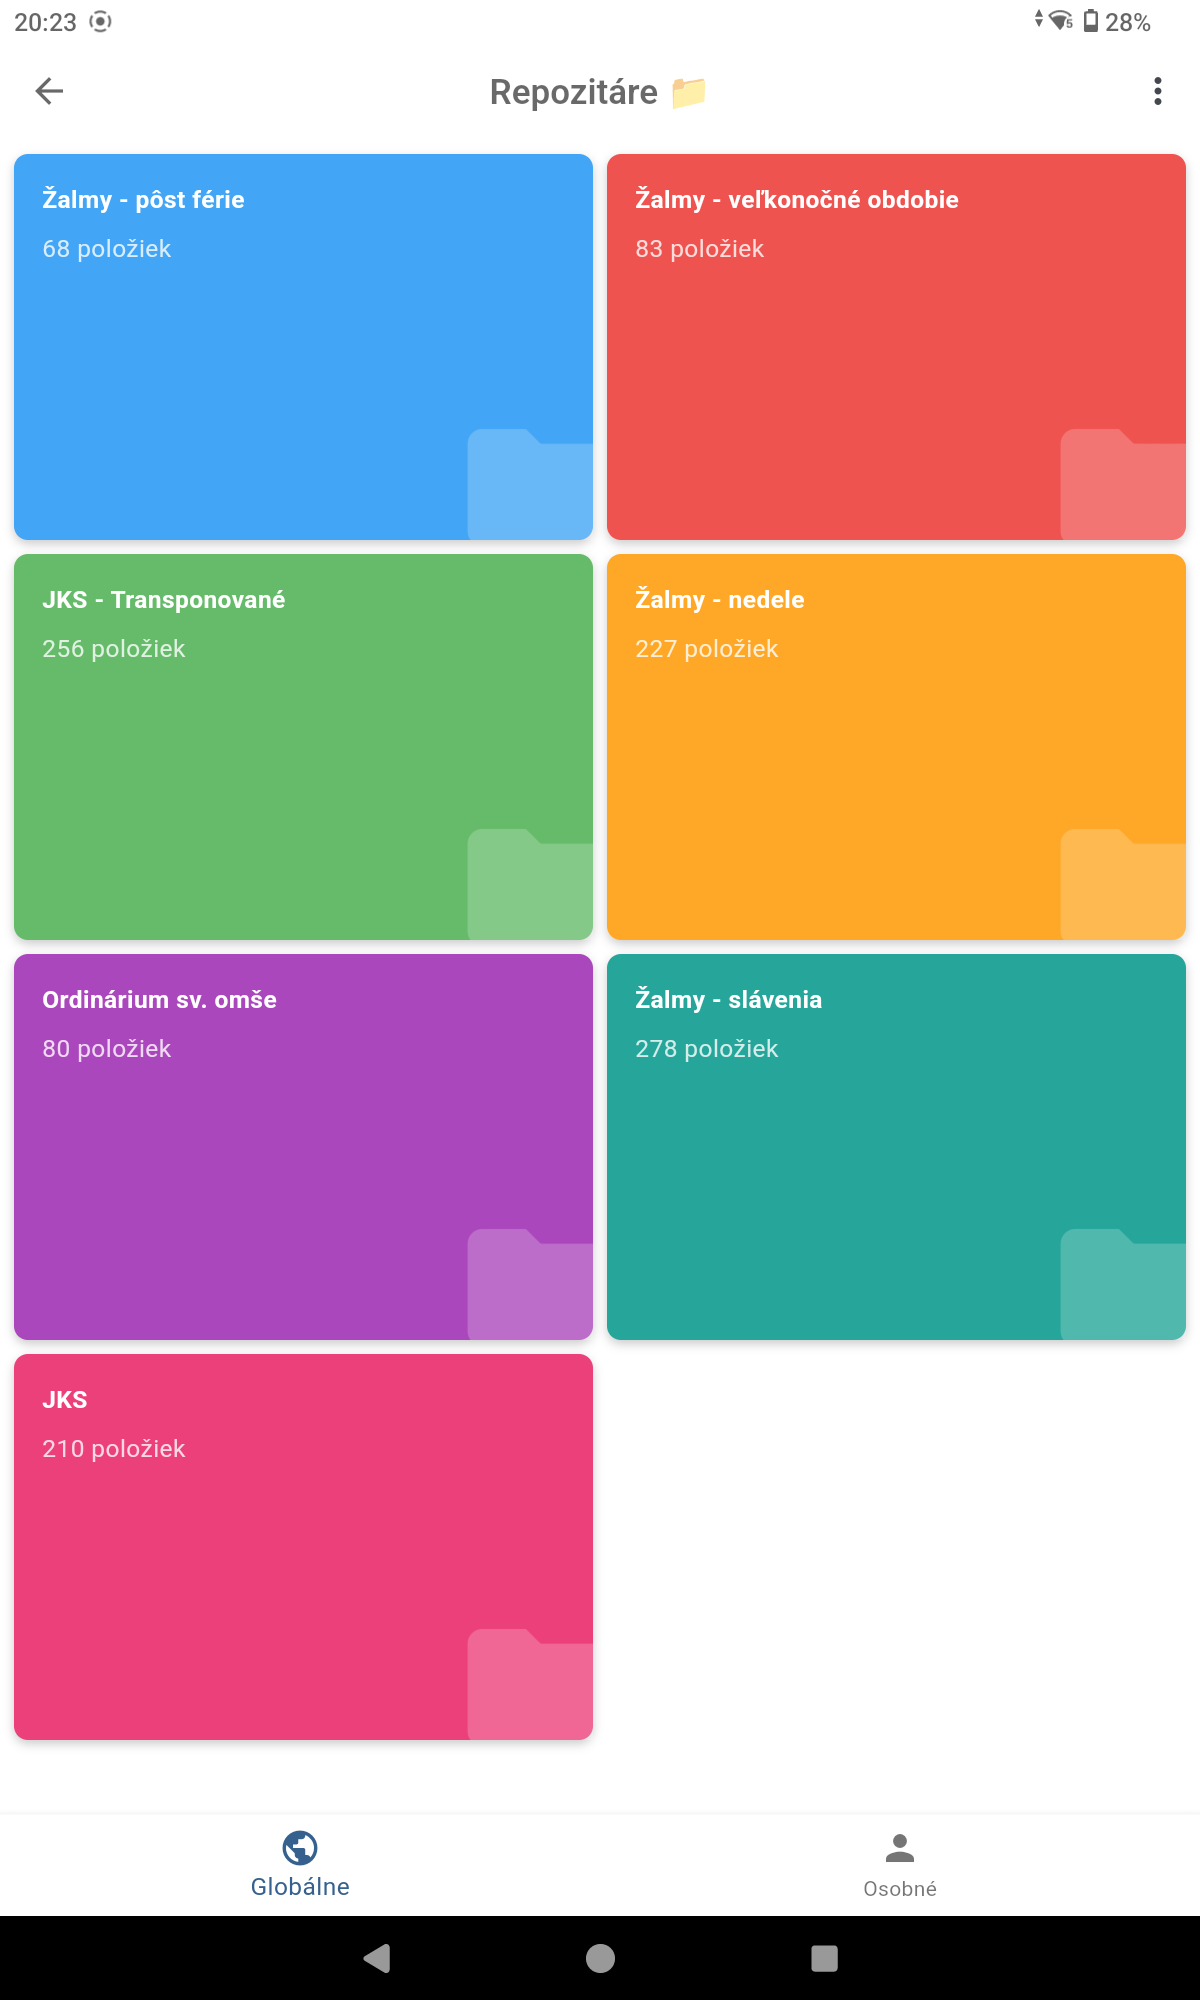 20:23
5 28%
Repozitáre 📁
Žalmy - pôst férie
68 položiek
Žalmy - veľkonočné obdobie
83 položiek
JKS - Transponované
256 položiek
Žalmy - nedele
227 položiek
Ordinárium sv. omše
80 položiek
Žalmy - slávenia
278 položiek
JKS
210 položiek
Globálne
Osobné